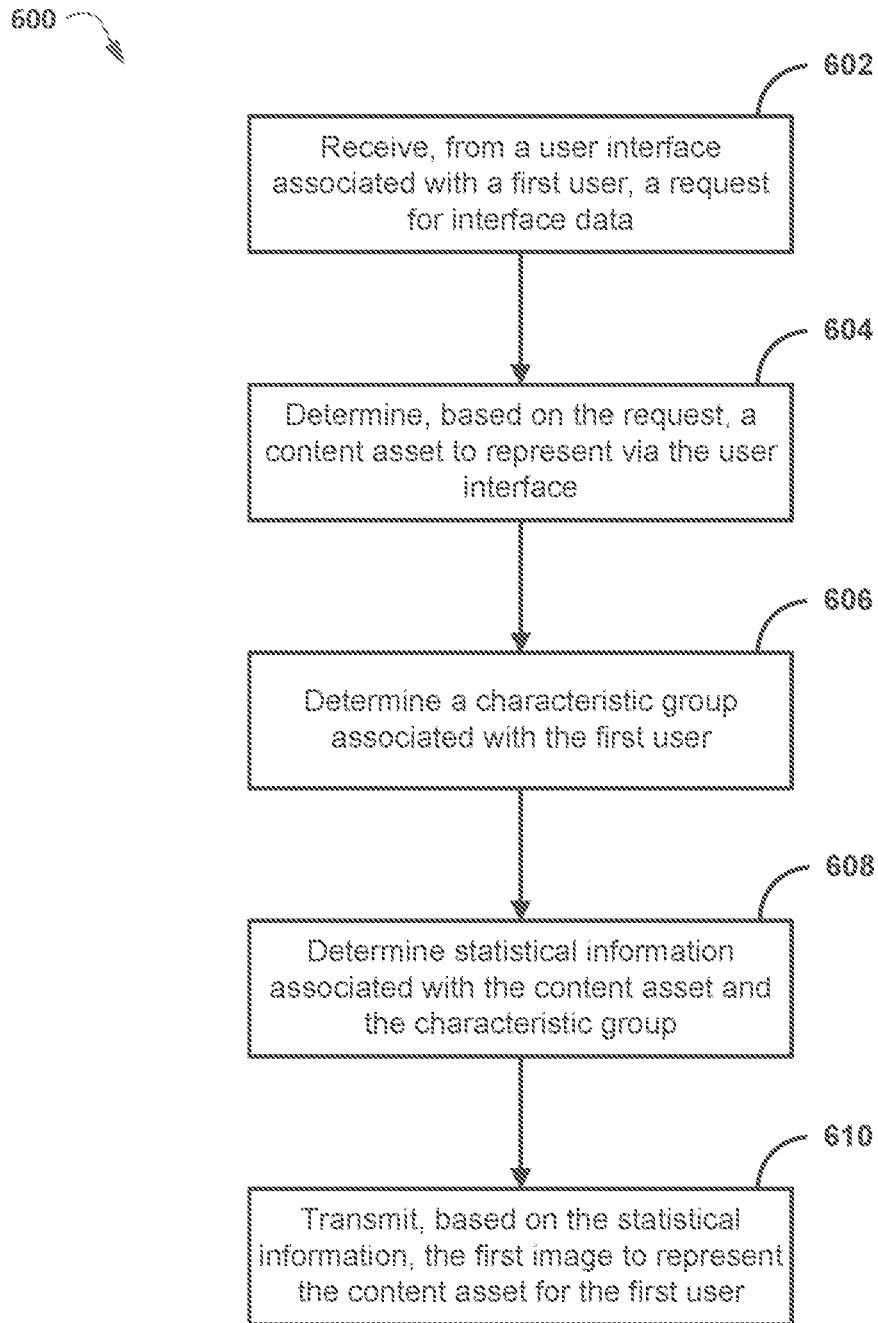 600
602
Receive, from a user interface
associated with a first user, a request
for interface data
604
Determine, based on the request, a
content asset to represent via the user
interface
606
Determine a characteristic group
associated with the first user
608
Determine statistical information
associated with the content asset and
the characteristic group
610
Transmit, based on the statistical
information, the first image to represent
the content asset for the first user